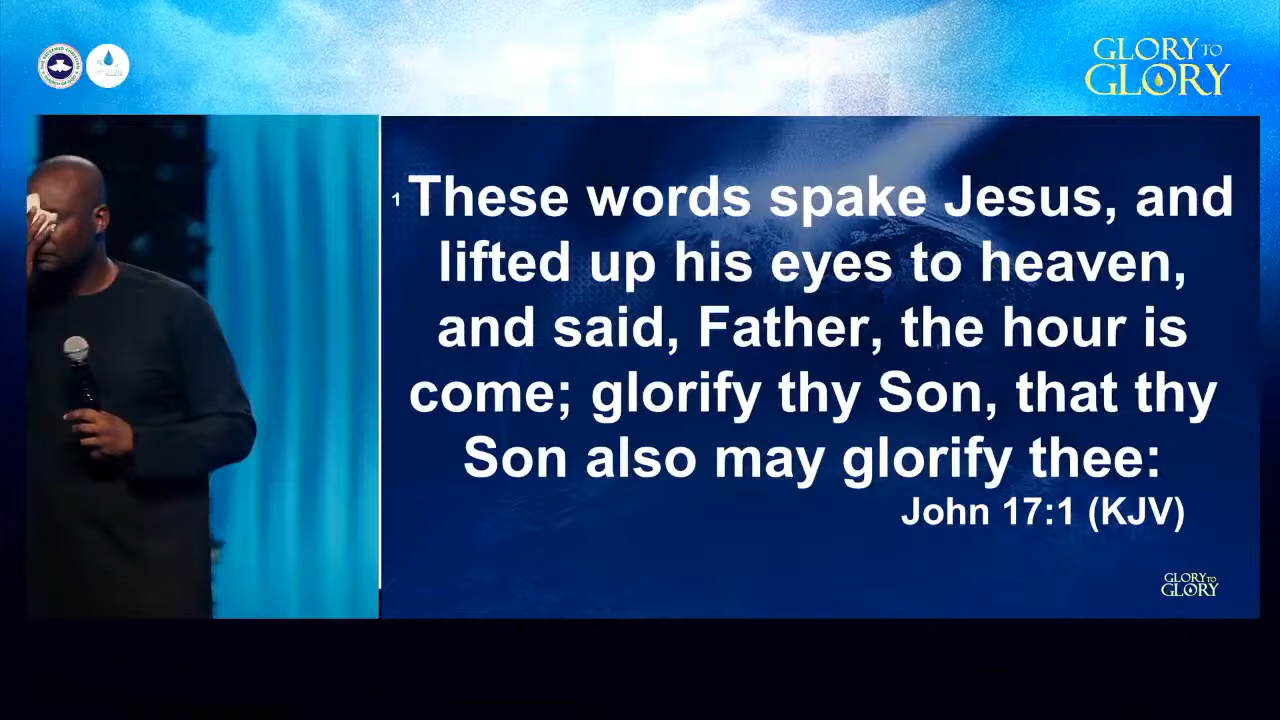 GLORY TO
GLORY
1 These words spake Jesus, and
lifted up his eyes to heaven,
and said, Father, the hour is
come; glorify thy Son, that thy
Son also may glorify thee:
John 17:1 (KJV)
GLORY TO
GLORY